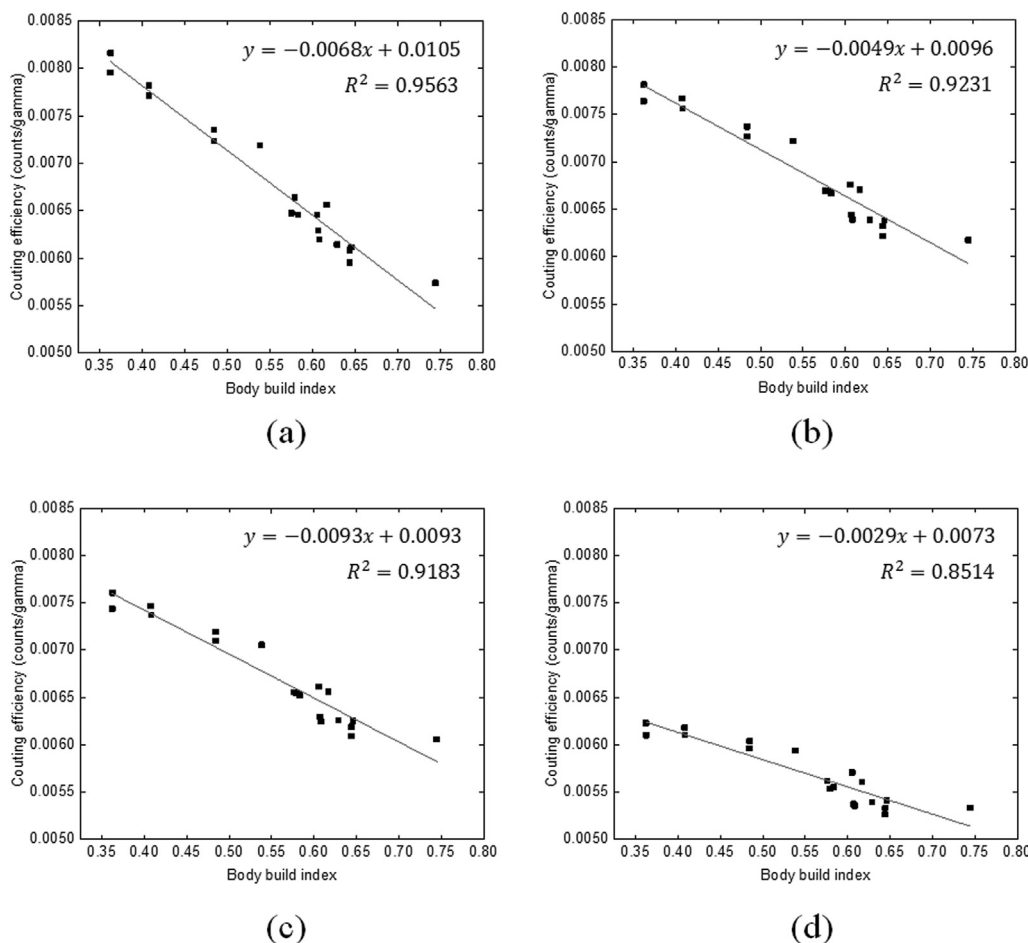 y = −0.0068x + 0.0105
R² = 0.9563
Couting efficiency (counts/gamma)
0.0085
0.0080
0.0075
0.0070
0.0065
0.0060
0.0055
0.0050
0.35 0.40 0.45 0.50 0.55 0.60 0.65 0.70 0.75 0.80
Body build index
(a)
y = −0.0049x + 0.0096
R² = 0.9231
Couting efficiency (counts/gamma)
0.0085
0.0080
0.0075
0.0070
0.0065
0.0060
0.0055
0.0050
0.35 0.40 0.45 0.50 0.55 0.60 0.65 0.70 0.75 0.80
Body build index
(b)
y = −0.0093x + 0.0093
R² = 0.9183
Couting efficiency (counts/gamma)
0.0085
0.0080
0.0075
0.0070
0.0065
0.0060
0.0055
0.0050
0.35 0.40 0.45 0.50 0.55 0.60 0.65 0.70 0.75 0.80
Body build index
(c)
y = −0.0029x + 0.0073
R² = 0.8514
Couting efficiency (counts/gamma)
0.0085
0.0080
0.0075
0.0070
0.0065
0.0060
0.0055
0.0050
0.35 0.40 0.45 0.50 0.55 0.60 0.65 0.70 0.75 0.80
Body build index
(d)